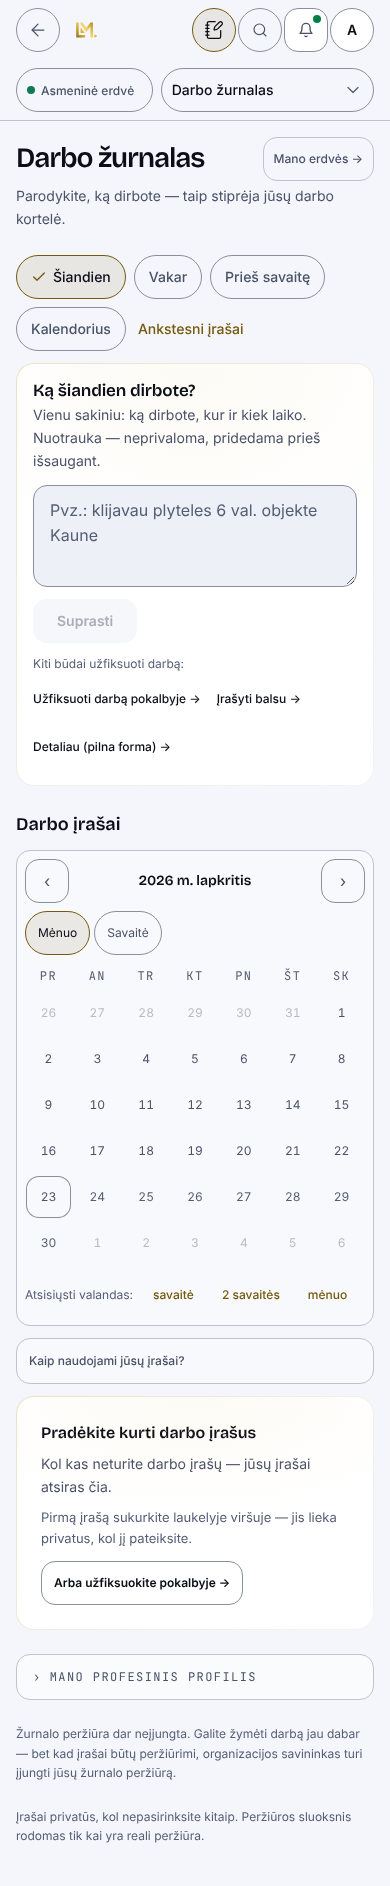 LM.
A
Asmeninė erdvė
Darbo žurnalas
Darbo žurnalas
Mano erdvės →
Parodykite, ką dirbote — taip stiprėja jūsų darbo
kortelė.
Šiandien
Vakar
Prieš savaitę
Kalendorius
Ankstesni įrašai
Ką šiandien dirbote?
Vienu sakiniu: ką dirbote, kur ir kiek laiko.
Nuotrauka — neprivaloma, pridedama prieš
išsaugant.
Pvz.: klijavau plyteles 6 val. objekte
Kaune
Suprasti
Kiti būdai užfiksuoti darbą:
Užfiksuoti darbą pokalbyje →
Įrašyti balsu →
Detaliau (pilna forma) →
Darbo įrašai
‹ 2026 m. lapkritis ›
Mėnuo
Savaitė
PR AN TR KT PN ŠT SK
26 27 28 29 30 31 1
2 3 4 5 6 7 8
9 10 11 12 13 14 15
16 17 18 19 20 21 22
23 24 25 26 27 28 29
30 1 2 3 4 5 6
Atsisiųsti valandas: savaitė 2 savaitės mėnuo
Kaip naudojami jūsų įrašai?
Pradėkite kurti darbo įrašus
Kol kas neturite darbo įrašų — jūsų įrašai
atsiras čia.
Pirmą įrašą sukurkite laukelyje viršuje — jis lieka
privatus, kol jį pateiksite.
Arba užfiksuokite pokalbyje →
› MANO PROFESINIS PROFILIS
Žurnalo peržiūra dar neįjungta. Galite žymėti darbą jau dabar
— bet kad įrašai būtų peržiūrimi, organizacijos savininkas turi
įjungti jūsų žurnalo peržiūrą.
Įrašai privatūs, kol nepasirinksite kitaip. Peržiūros sluoksnis
rodomas tik kai yra reali peržiūra.